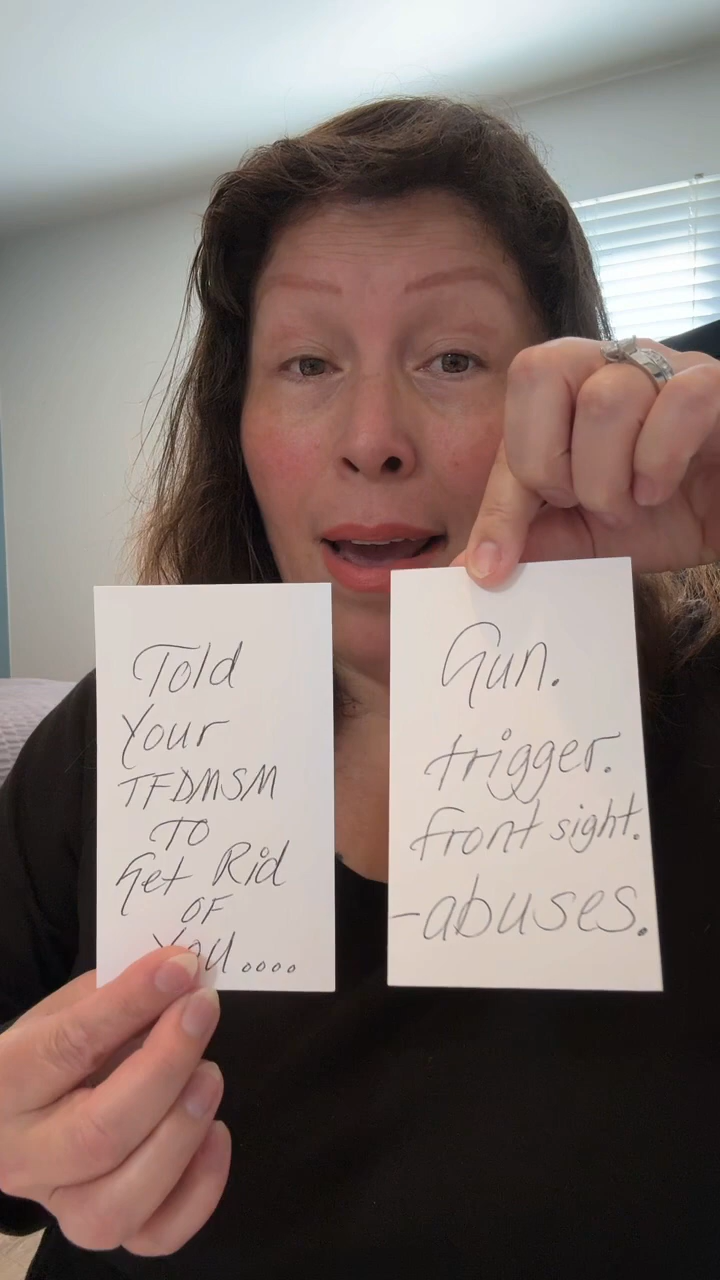 Told
Your
TFDMSM
TO
Get Rid
OF
You....
Gun.
trigger.
front sight.
-abuses.